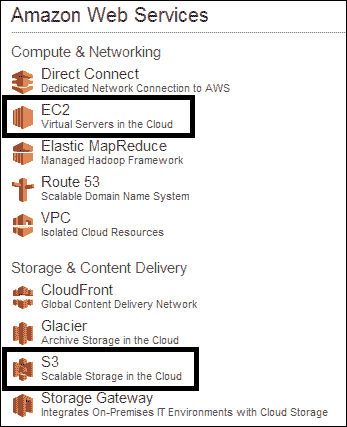 Amazon Web Services
Compute & Networking
Direct Connect
Dedicated Network Connection to AWS
EC2
Virtual Servers in the Cloud
Elastic MapReduce
Managed Hadoop Framework
Route 53
Scalable Domain Name System
VPC
Isolated Cloud Resources
Storage & Content Delivery
CloudFront
Global Content Delivery Network
Glacier
Archive Storage in the Cloud
S3
Scalable Storage in the Cloud
Storage Gateway
Integrates On-Premises IT Environments with Cloud Storage